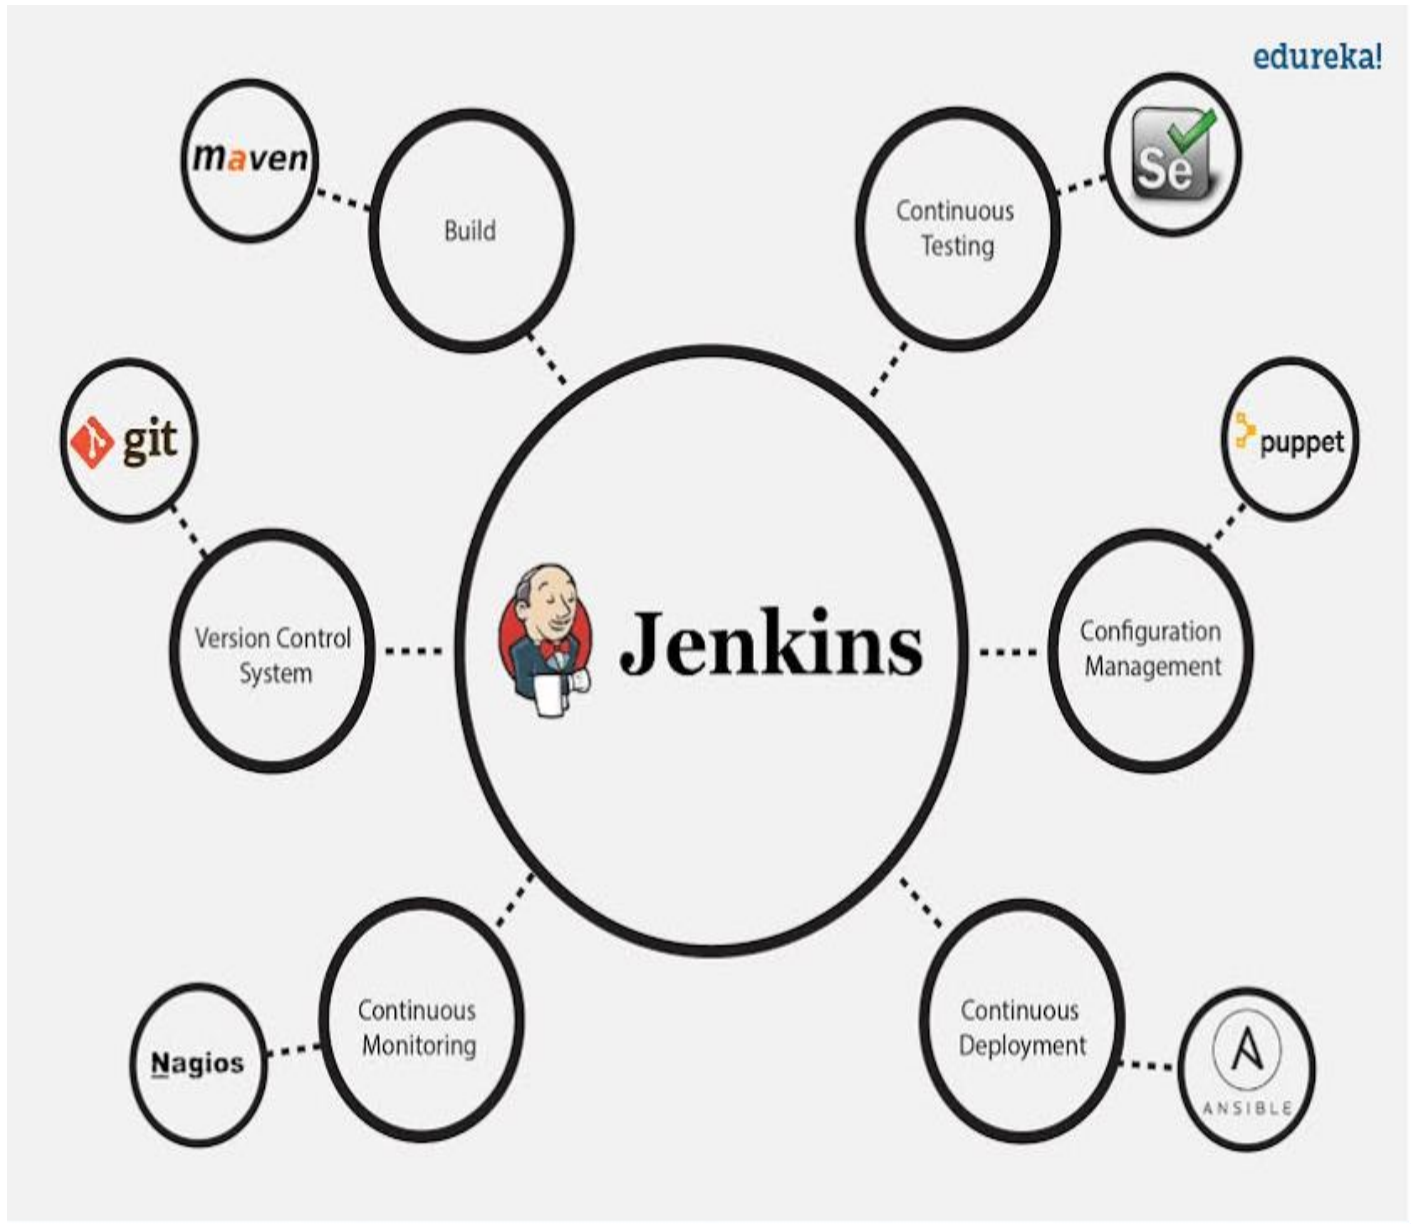 edureka!
maven
Build
Continuous
Testing
Se
git
puppet
Version Control
System
Jenkins
Configuration
Management
Continuous
Monitoring
Nagios
Continuous
Deployment
A
ANSIBLE